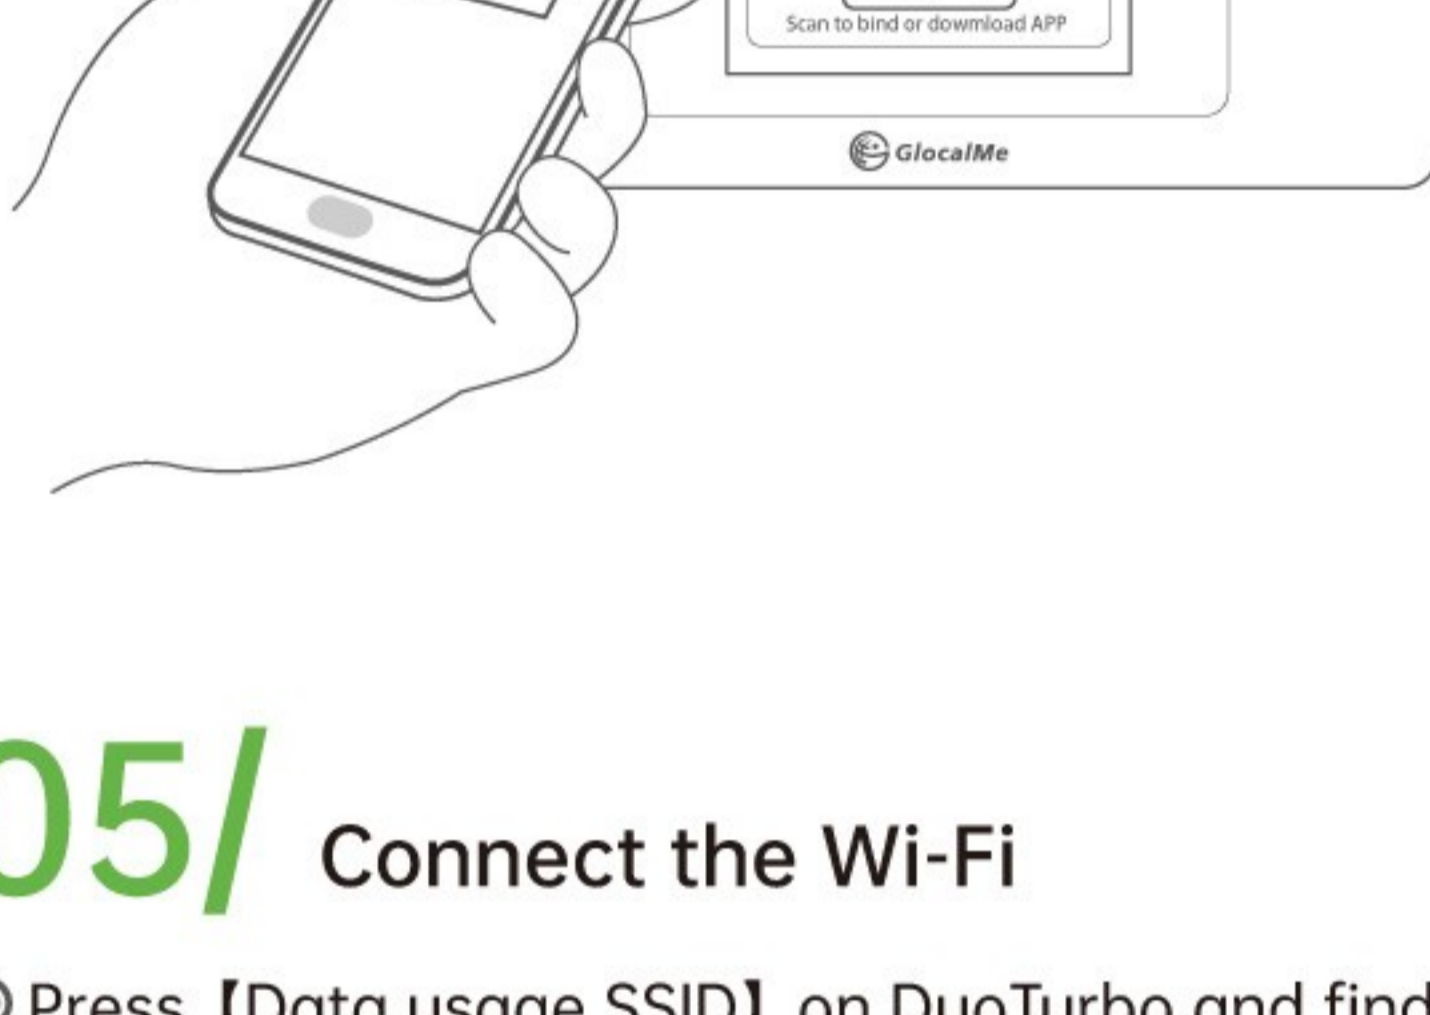 Scan to bind or dowmload APP
GlocalMe
05/
Connect the Wi-Fi
Press【Data usage SSID】on DuoTurbo and find